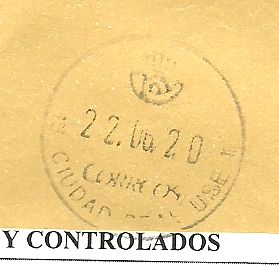 22.06.20
CORREOS
CIUDAD REAL USE
Y CONTROLADOS